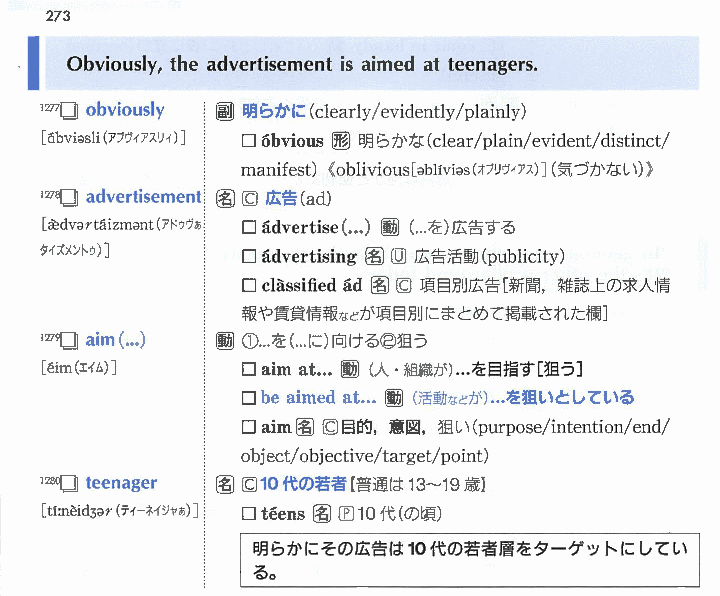 273
Obviously, the advertisement is aimed at teenagers.
1277 obviously 副 明らかに(clearly/evidently/plainly)
[ábviəsli(アブヴィアスリィ)] □ óbvious 形 明らかな(clear/plain/evident/distinct/
manifest)《oblivious[əblíviəs(オブリヴィアス)](気づかない)》
1278 advertisement 名 C 広告(ad)
[ædvərtáizmənt(アドゥヴァ □ ádvertise(...) 動 (...を)広告する
タイズメントゥ)] □ ádvertising 名 U 広告活動(publicity)
□ clàssified ád 名 C 項目別広告[新聞,雑誌上の求人情
報や賃貸情報などが項目別にまとめて掲載された欄]
1279 aim(...) 動 ①...を(...に)向ける②狙う
[éim(エイム)] □ aim at... 動 (人・組織が)...を目指す[狙う]
□ be aimed at... 動 (活動などが)...を狙いとしている
□ aim 名 C目的,意図,狙い(purpose/intention/end/
object/objective/target/point)
1280 teenager 名 C10代の若者[普通は13〜19歳]
[tíːnèidʒər(ティーネイジャぁ)] □ téens 名 P10代(の頃)
明らかにその広告は10代の若者層をターゲットにしてい
る。